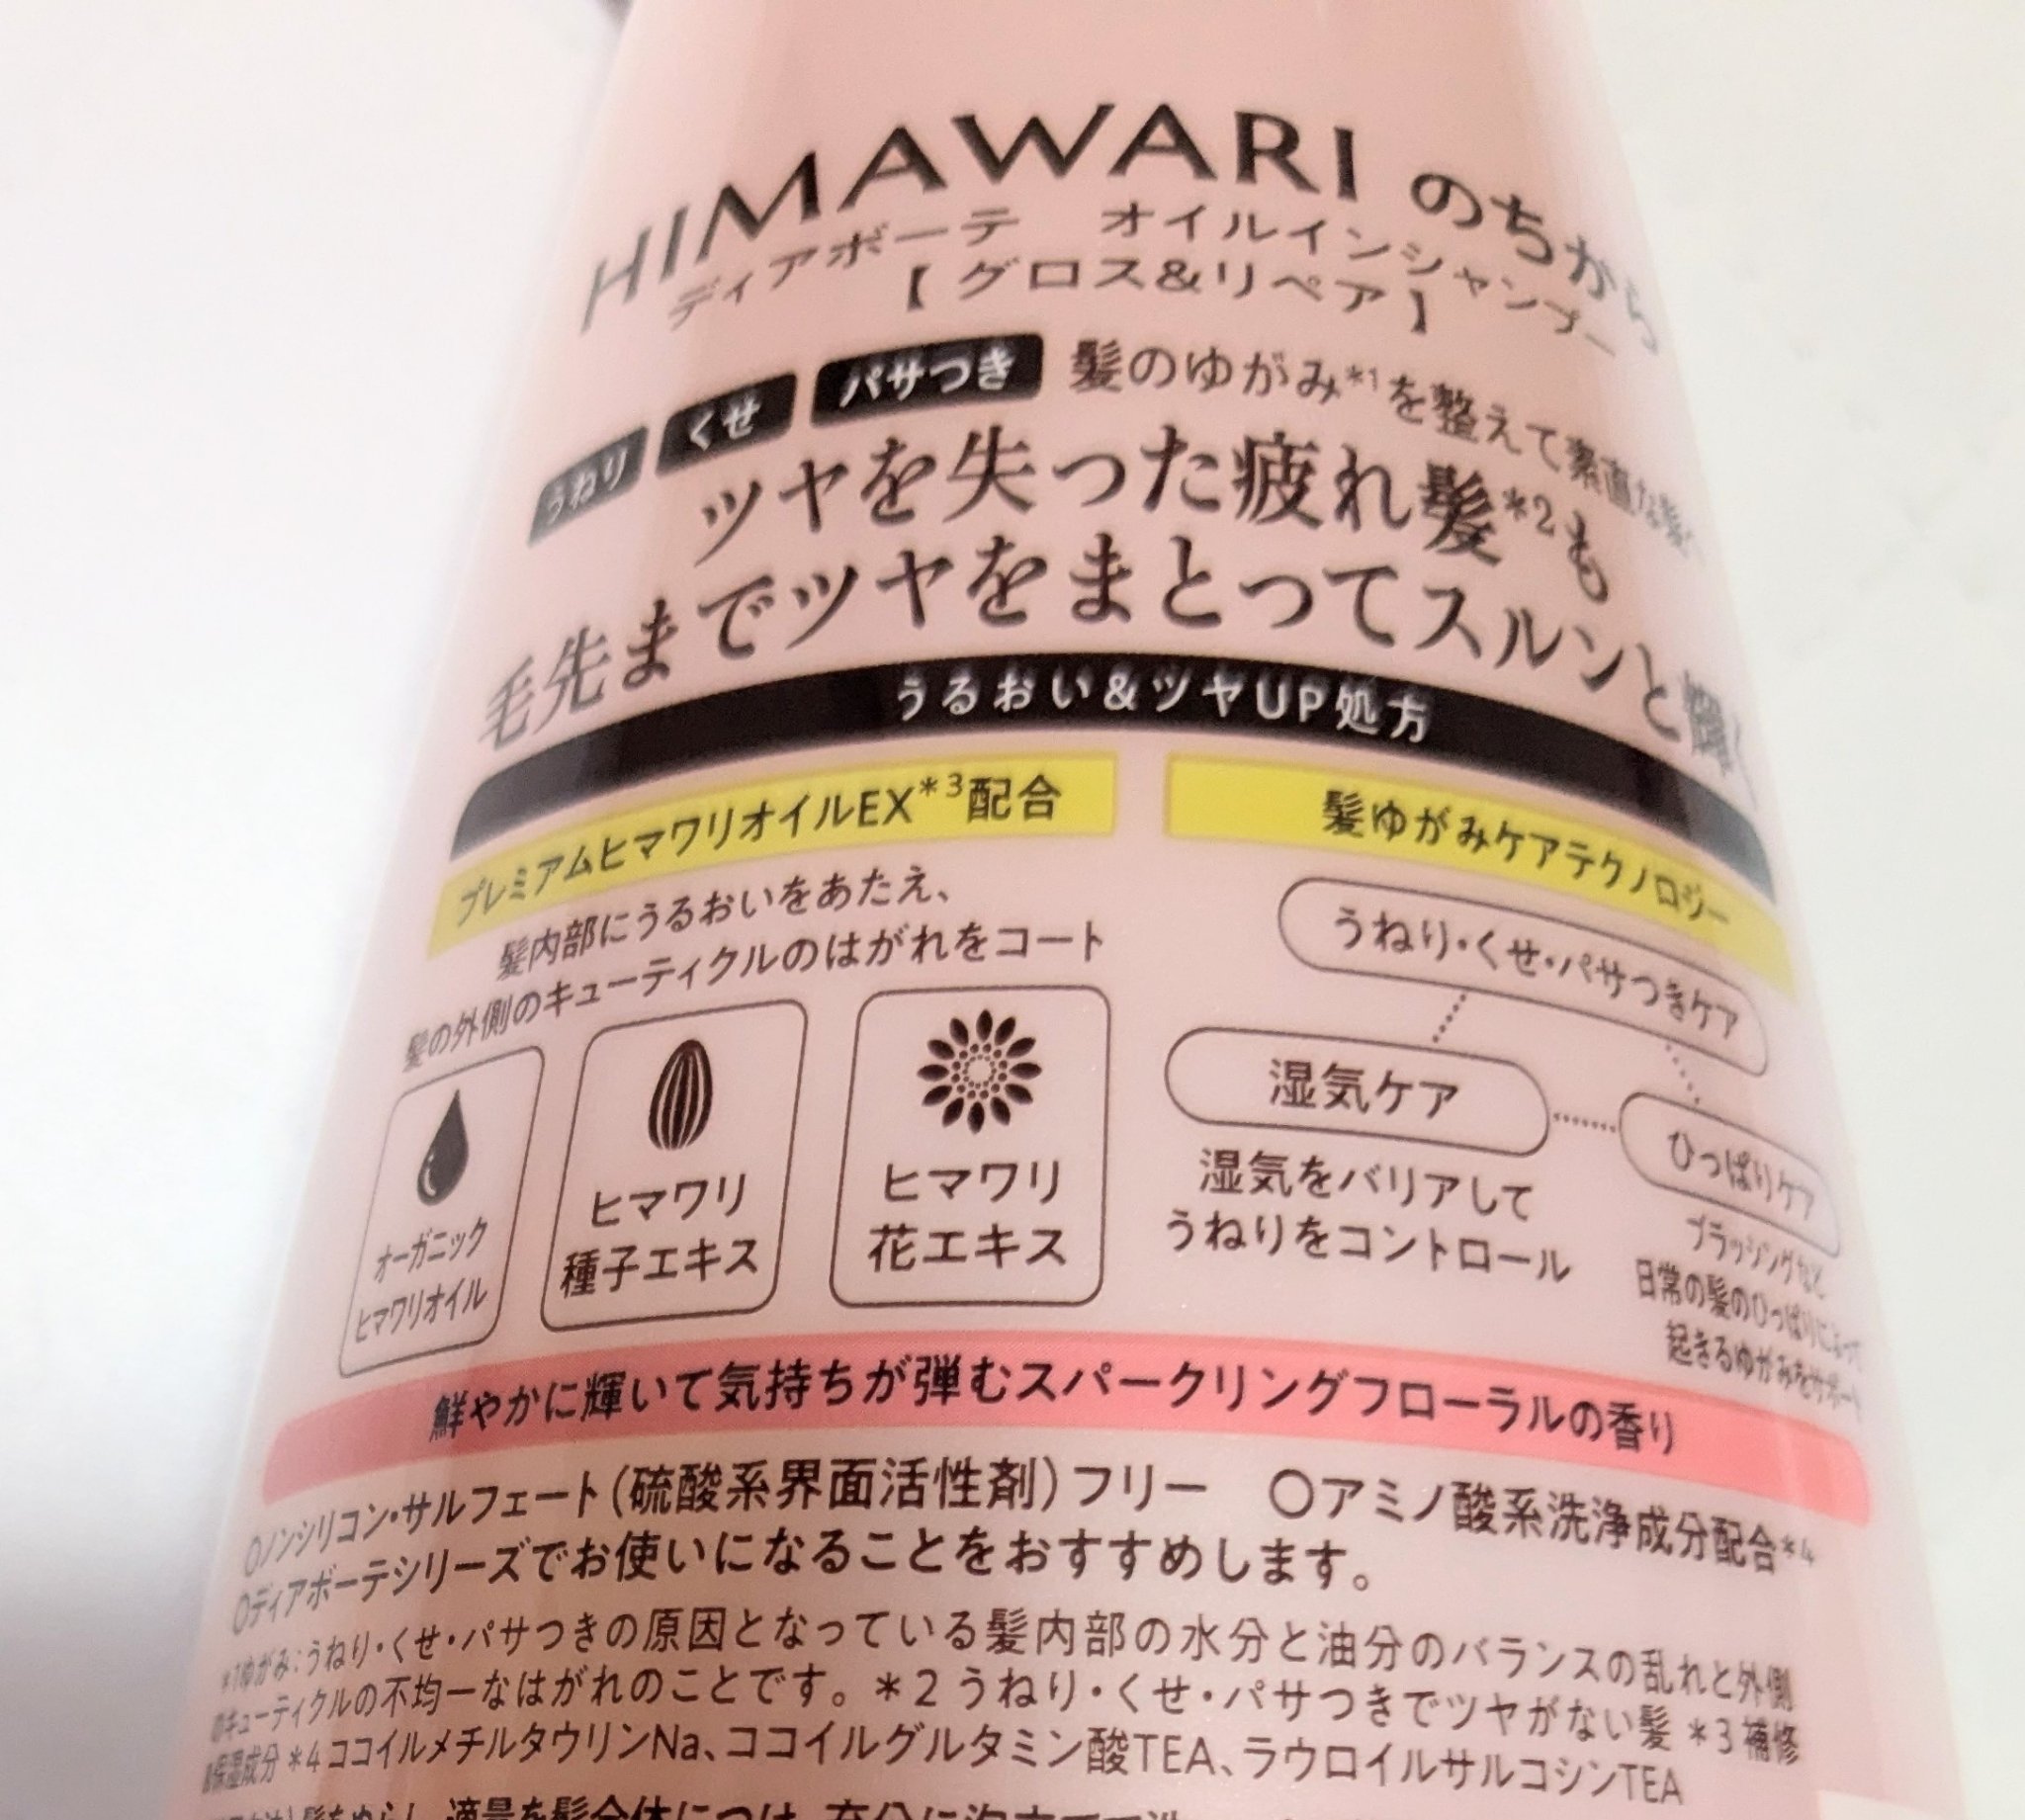 HIMAWARI のちから
ディアボーテ オイルインシャンプー
【グロス&リペア】
うねり くせ パサつき 髪のゆがみ*1を整えて素直な髪へ
ツヤを失った疲れ髪*2も
毛先までツヤをまとってスルンと輝く
うるおい&ツヤUP処方
プレミアムヒマワリオイルEX*3配合
髪内部にうるおいをあたえ、
髪の外側のキューティクルのはがれをコート
オーガニック
ヒマワリオイル
ヒマワリ
種子エキス
ヒマワリ
花エキス
髪ゆがみケアテクノロジー
うねり・くせ・パサつきケア
湿気ケア
湿気をバリアして
うねりをコントロール
ひっぱりケア
ブラッシングなど
日常の髪のひっぱりによって
起きるゆがみをサポート
鮮やかに輝いて気持ちが弾むスパークリングフローラルの香り
○ノンシリコン・サルフェート(硫酸系界面活性剤)フリー ○アミノ酸系洗浄成分配合*4
○ディアボーテシリーズでお使いになることをおすすめします。
*1ゆがみ:うねり・くせ・パサつきの原因となっている髪内部の水分と油分のバランスの乱れと外側
のキューティクルの不均一なはがれのことです。*2 うねり・くせ・パサつきでツヤがない髪 *3 補修
保湿成分 *4 ココイルメチルタウリンNa、ココイルグルタミン酸TEA、ラウロイルサルコシンTEA